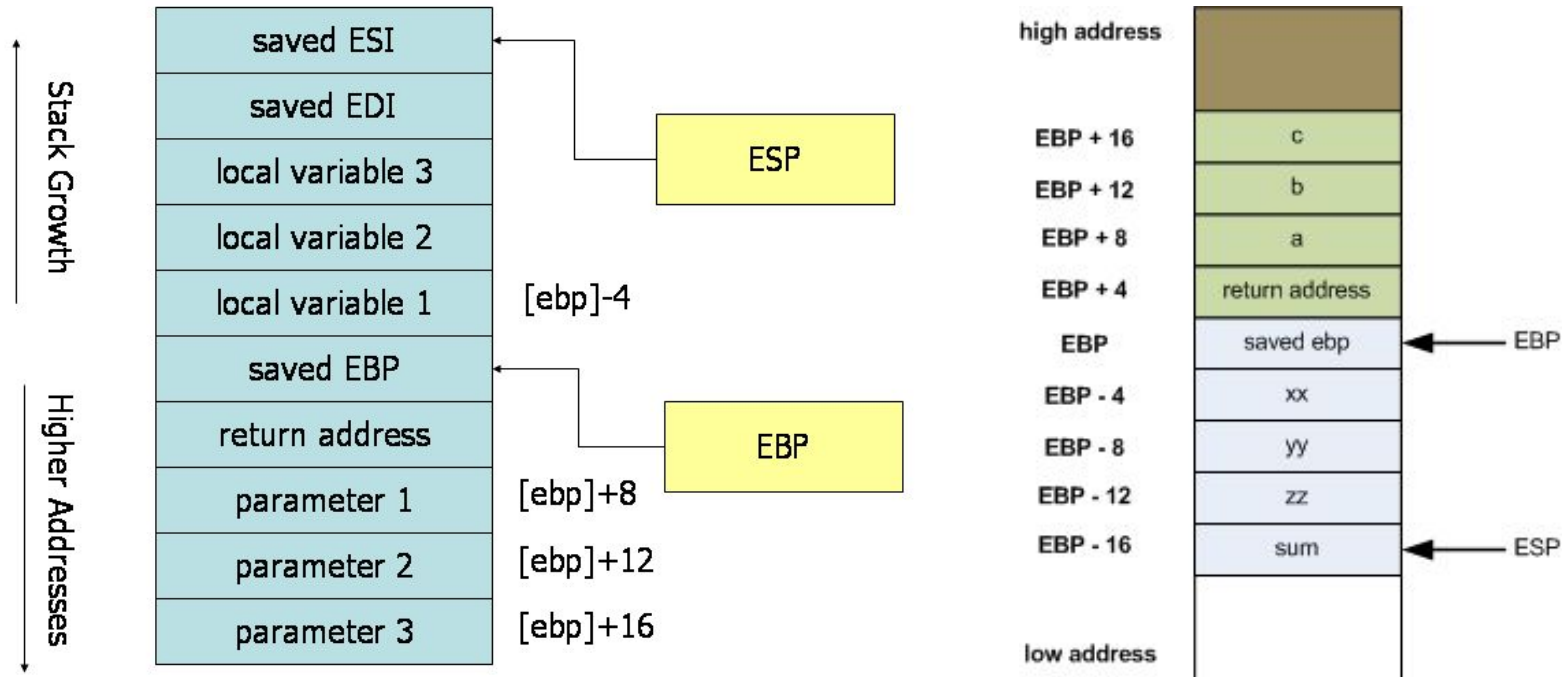 Stack Growth
Higher Addresses
saved ESI
saved EDI
local variable 3
local variable 2
local variable 1
[ebp]-4
saved EBP
return address
parameter 1
[ebp]+8
parameter 2
[ebp]+12
parameter 3
[ebp]+16
ESP
EBP
high address
EBP + 16
c
EBP + 12
b
EBP + 8
a
EBP + 4
return address
EBP
saved ebp
EBP
EBP - 4
xx
EBP - 8
yy
EBP - 12
zz
EBP - 16
sum
ESP
low address